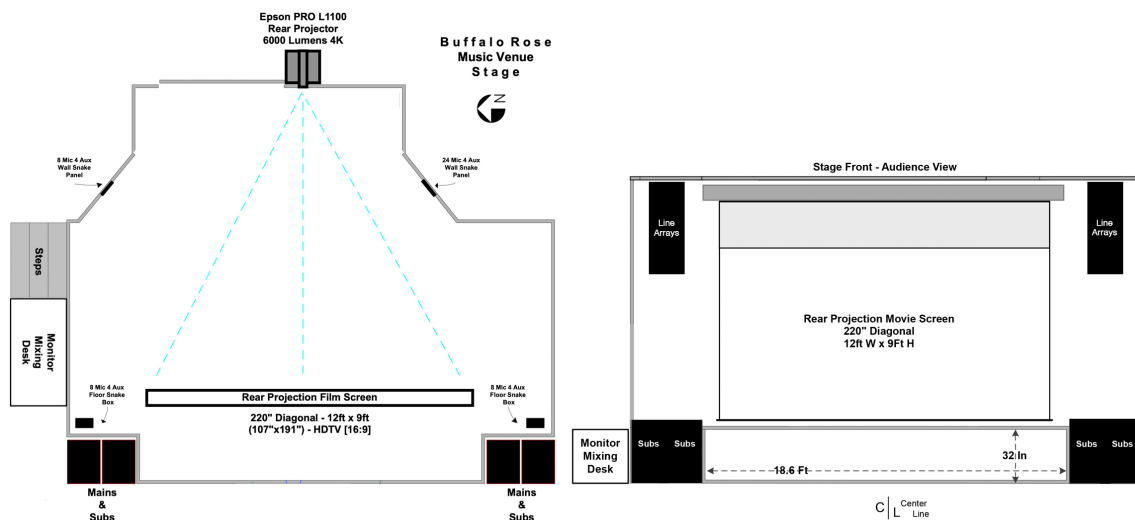 Epson PRO L1100
Rear Projector
6000 Lumens 4K
Buffalo Rose
Music Venue
Stage
N
8 Mic 4 Aux
Wall Snake
Panel
24 Mic 4 Aux
Wall Snake
Panel
Steps
Monitor
Mixing
Desk
8 Mic 4 Aux
Floor Snake
Box
8 Mic 4 Aux
Floor Snake
Box
Rear Projection Film Screen
220" Diagonal - 12ft x 9ft
(107"x191") - HDTV [16:9]
Mains
&
Subs
Mains
&
Subs
Stage Front - Audience View
Line
Arrays
Line
Arrays
Rear Projection Movie Screen
220" Diagonal
12ft W x 9Ft H
Monitor
Mixing
Desk
Subs Subs
Subs Subs
32 In
18.6 Ft
C L Center
Line